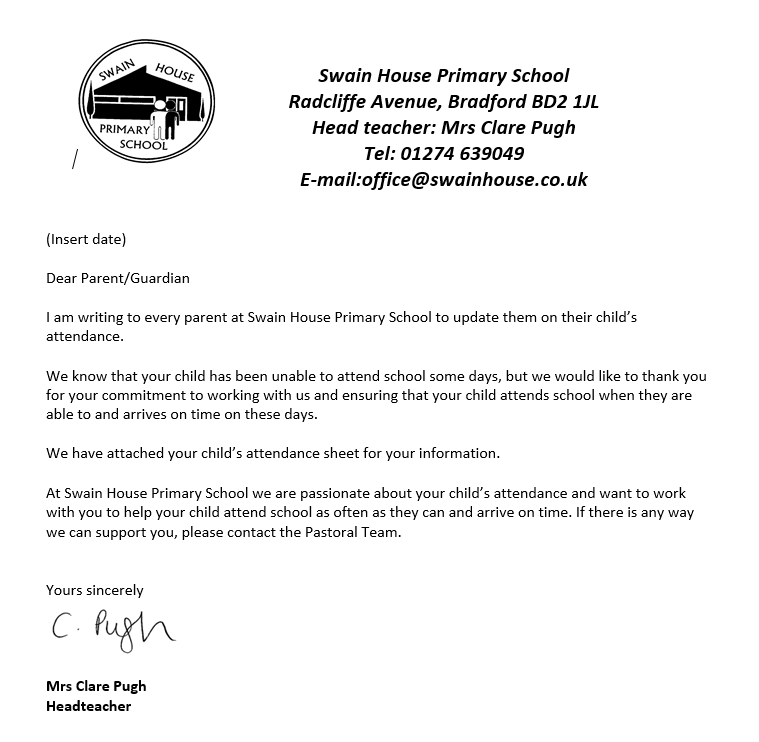 SWAIN HOUSE
PRIMARY
SCHOOL
Swain House Primary School
Radcliffe Avenue, Bradford BD2 1JL
Head teacher: Mrs Clare Pugh
Tel: 01274 639049
E-mail:office@swainhouse.co.uk
(Insert date)
Dear Parent/Guardian
I am writing to every parent at Swain House Primary School to update them on their child’s
attendance.
We know that your child has been unable to attend school some days, but we would like to thank you
for your commitment to working with us and ensuring that your child attends school when they are
able to and arrives on time on these days.
We have attached your child’s attendance sheet for your information.
At Swain House Primary School we are passionate about your child’s attendance and want to work
with you to help your child attend school as often as they can and arrive on time. If there is any way
we can support you, please contact the Pastoral Team.
Yours sincerely
C. Pugh
Mrs Clare Pugh
Headteacher